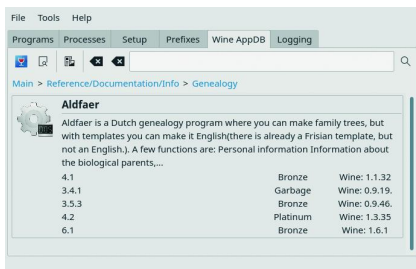 File Tools Help
Programs Processes Setup Prefixes Wine AppDB Logging
Main > Reference/Documentation/Info > Genealogy
Aldfaer
Aldfaer is a Dutch genealogy program where you can make family trees, but
with templates you can make it English(there is already a Frisian template, but
not an English.). A few functions are: Personal information Information about
the biological parents,...
4.1 Bronze Wine: 1.1.32
3.4.1 Garbage Wine: 0.9.19.
3.5.3 Bronze Wine: 0.9.46.
4.2 Platinum Wine: 1.3.35
6.1 Bronze Wine: 1.6.1